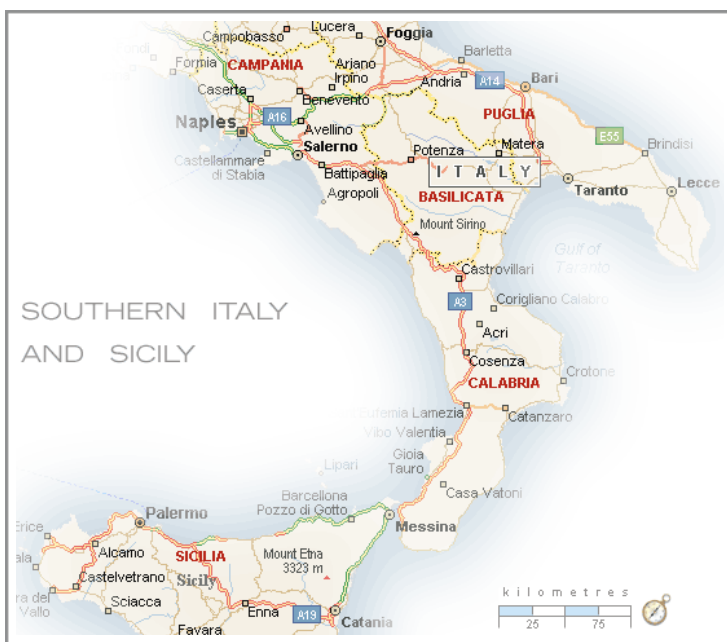 Campobasso
Lucera
Foggia
Barletta
Formia
CAMPANIA
Ariano
Irpino
Andria
A14
Bari
Caserta
Benevento
PUGLIA
Naples
A16
Avellino
E55
Salerno
Potenza
Matera
Brindisi
Castellammare
di Stabia
Battipaglia
ITALY
Taranto
Lecce
Agropoli
BASILICATA
Mount Sirino
Gulf of
Taranto
Castrovillari
SOUTHERN ITALY
AND SICILY
A3
Corigliano Calabro
Acri
Cosenza
CALABRIA
Crotone
Eufemia Lamezia
Catanzaro
Vibo Valentia
Gioia
Tauro
Lipari
Casa Vatoni
Barcellona
Pozzo di Gotto
Palermo
Messina
Erice
Alcamo
SICILIA
Mount Etna
3323 m
Sicily
Castelvetrano
Vallo
Sciacca
Enna
A19
Catania
Favara
kilometres
25 75